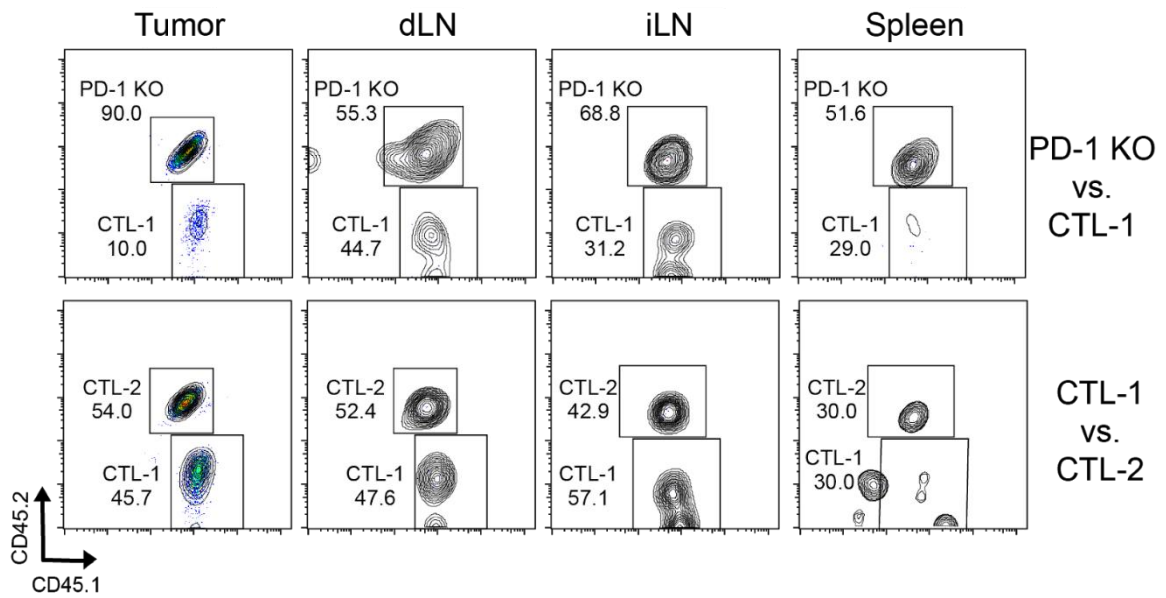 Tumor
dLN
iLN
Spleen
PD-1 KO
90.0
CTL-1
10.0
PD-1 KO
55.3
CTL-1
44.7
PD-1 KO
68.8
CTL-1
31.2
PD-1 KO
51.6
CTL-1
29.0
PD-1 KO
vs.
CTL-1
CTL-2
54.0
CTL-1
45.7
CTL-2
52.4
CTL-1
47.6
CTL-2
42.9
CTL-1
57.1
CTL-2
30.0
CTL-1
30.0
CTL-1
vs.
CTL-2
CD45.2
CD45.1